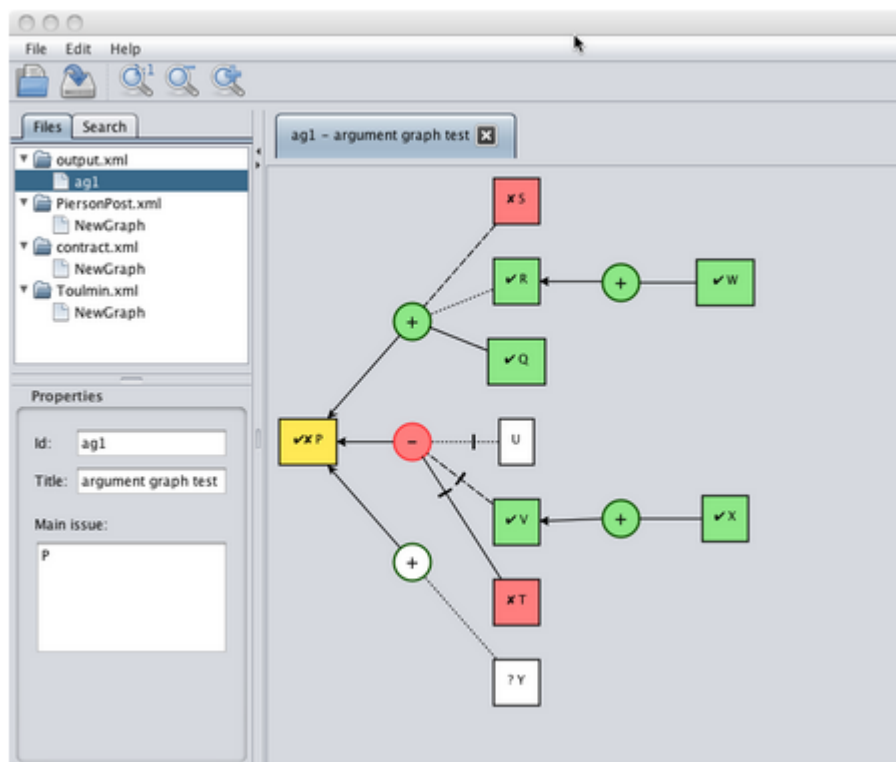 File Edit Help
1
Files Search
ag1 – argument graph test
output.xml
ag1
PiersonPost.xml
NewGraph
contract.xml
NewGraph
Toulmin.xml
NewGraph
Properties
Id: ag1
Title: argument graph test
Main issue:
P
✘ S
✔ R
+
✔ W
+
✔ Q
✔✘ P
−
U
✔ V
+
✔ X
+
✘ T
? Y